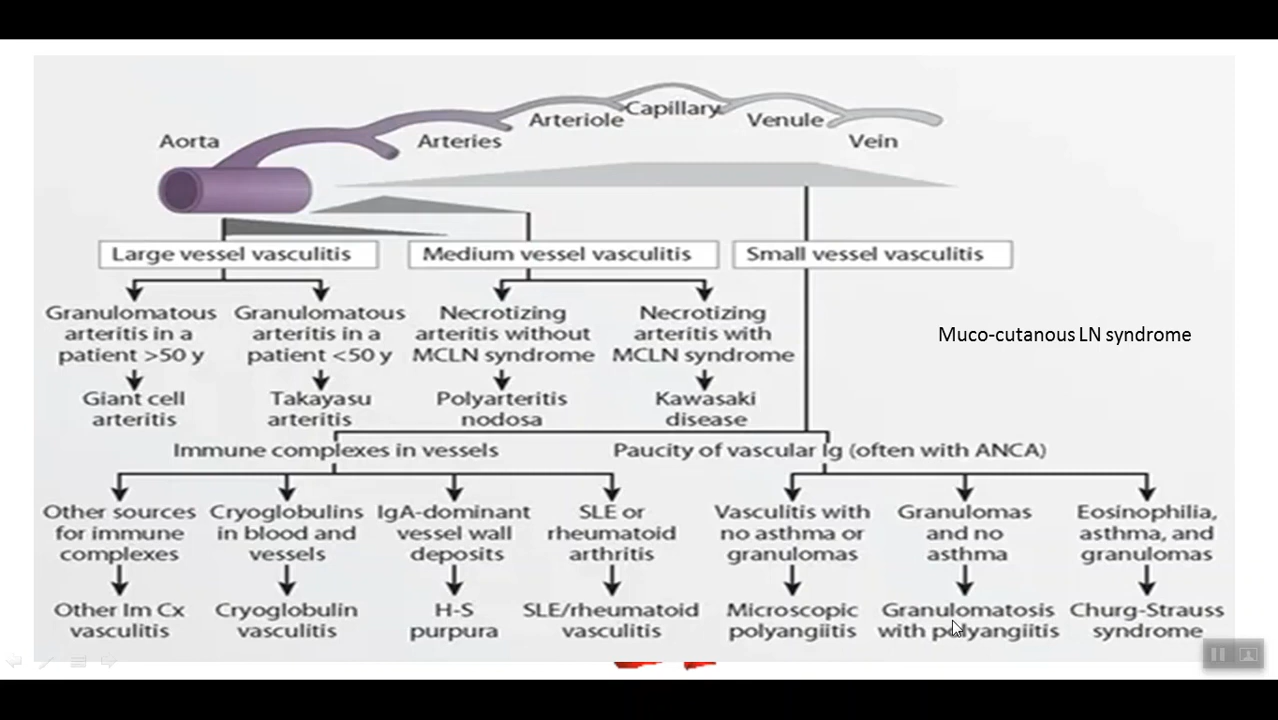 Aorta
Arteries
Arteriole
Capillary
Venule
Vein
Large vessel vasculitis
Medium vessel vasculitis
Small vessel vasculitis
Granulomatous
arteritis in a
patient >50 y
Granulomatous
arteritis in a
patient <50 y
Necrotizing
arteritis without
MCLN syndrome
Necrotizing
arteritis with
MCLN syndrome
Muco-cutanous LN syndrome
Giant cell
arteritis
Takayasu
arteritis
Polyarteritis
nodosa
Kawasaki
disease
Immune complexes in vessels
Paucity of vascular Ig (often with ANCA)
Other sources
for immune
complexes
Cryoglobulins
in blood and
vessels
IgA-dominant
vessel wall
deposits
SLE or
rheumatoid
arthritis
Vasculitis with
no asthma or
granulomas
Granulomas
and no
asthma
Eosinophilia,
asthma, and
granulomas
Other Im Cx
vasculitis
Cryoglobulin
vasculitis
H-S
purpura
SLE/rheumatoid
vasculitis
Microscopic
polyangiitis
Granulomatosis
with polyangiitis
Churg-Strauss
syndrome